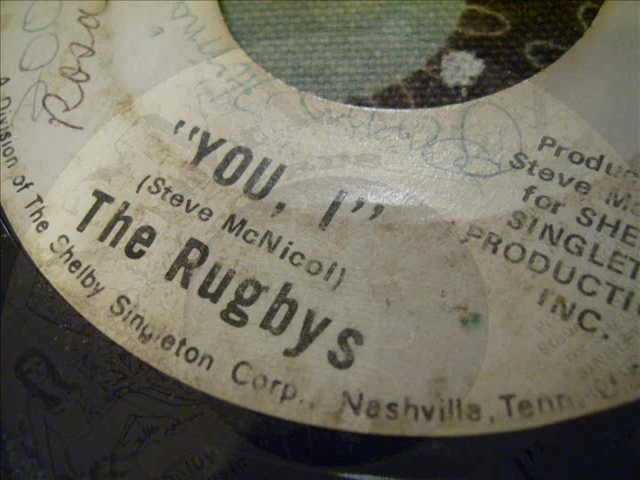 Rosa
"YOU, I"
(Steve McNicol)
The Rugbys
Produc
Steve M
for SHE
SINGLET
PRODUCTI
INC.
A Division of The Shelby Singleton Corp., Nashville, Tenn.